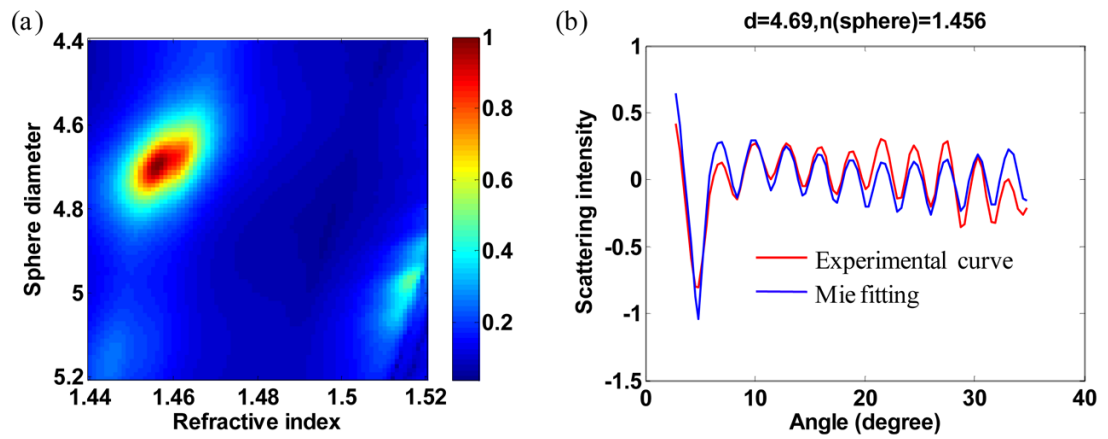 (a)
4.4
4.6
4.8
5
5.2
Sphere diameter
1.44
1.46
1.48
1.5
1.52
Refractive index
1
0.8
0.6
0.4
0.2
(b)
d=4.69,n(sphere)=1.456
1
0.5
0
-0.5
-1
-1.5
Scattering intensity
Experimental curve
Mie fitting
0
10
20
30
40
Angle (degree)